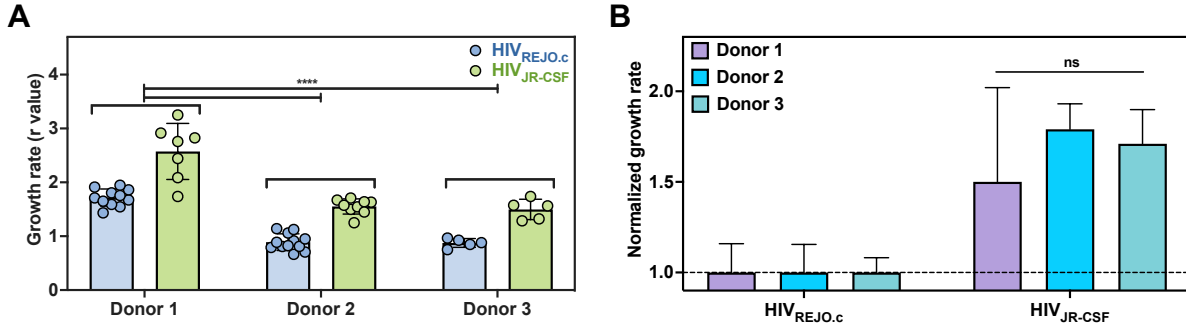 A
Growth rate (r value)
4
3
2
1
0
HIVREJO.c
HIVJR-CSF
****
Donor 1
Donor 2
Donor 3
B
Normalized growth rate
2.0
1.5
1.0
Donor 1
Donor 2
Donor 3
ns
HIVREJO.c
HIVJR-CSF